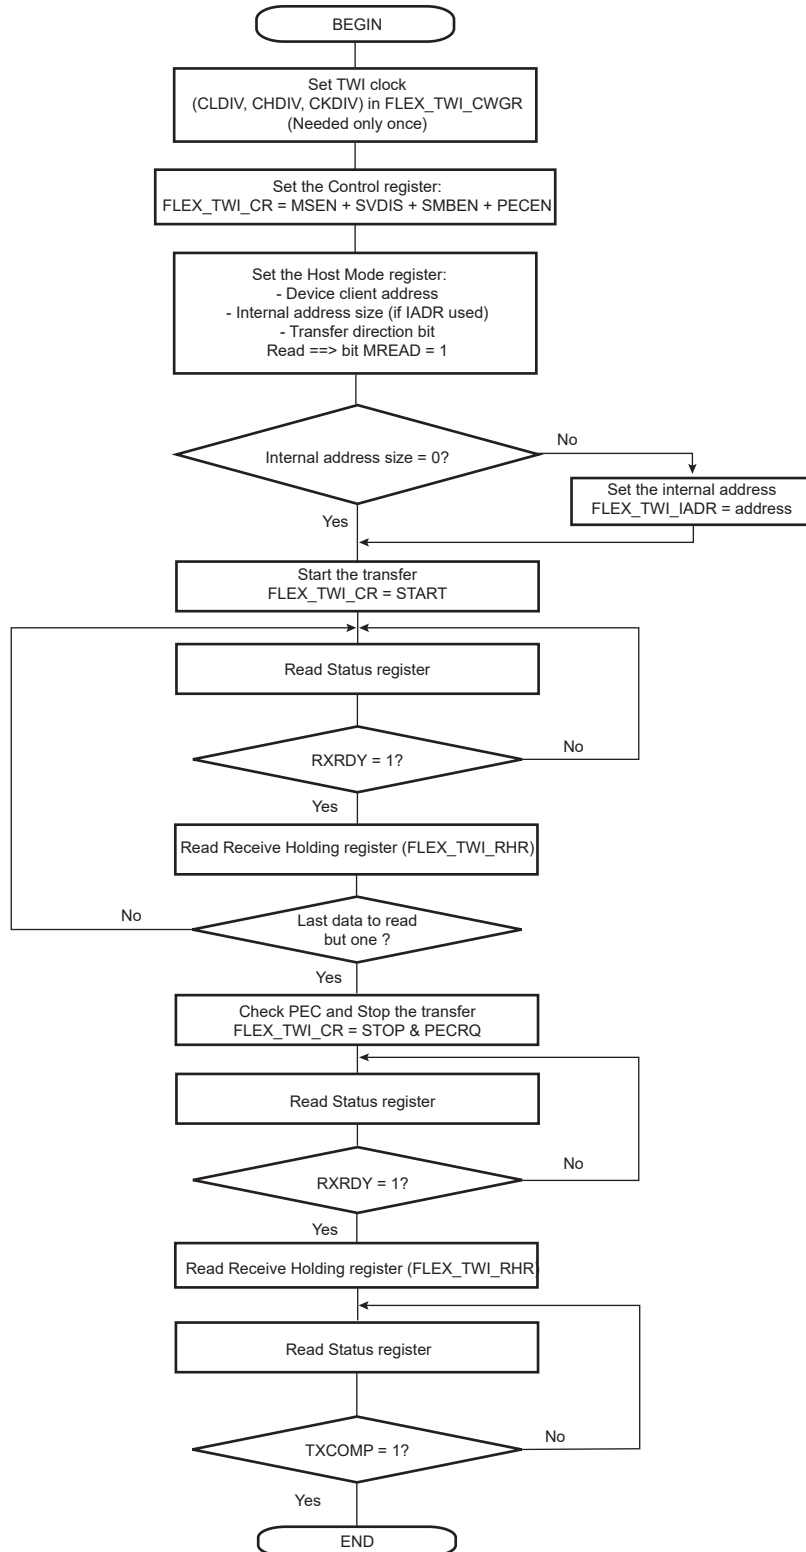 BEGIN
Set TWI clock
(CLDIV, CHDIV, CKDIV) in FLEX_TWI_CWGR
(Needed only once)
Set the Control register:
FLEX_TWI_CR = MSEN + SVDIS + SMBEN + PECEN
Set the Host Mode register:
- Device client address
- Internal address size (if IADR used)
- Transfer direction bit
Read ==> bit MREAD = 1
Internal address size = 0?
No
Set the internal address
FLEX_TWI_IADR = address
Yes
Start the transfer
FLEX_TWI_CR = START
Read Status register
RXRDY = 1?
No
Yes
Read Receive Holding register (FLEX_TWI_RHR)
Last data to read
but one ?
No
Yes
Check PEC and Stop the transfer
FLEX_TWI_CR = STOP & PECRQ
Read Status register
RXRDY = 1?
No
Yes
Read Receive Holding register (FLEX_TWI_RHR)
Read Status register
TXCOMP = 1?
No
Yes
END